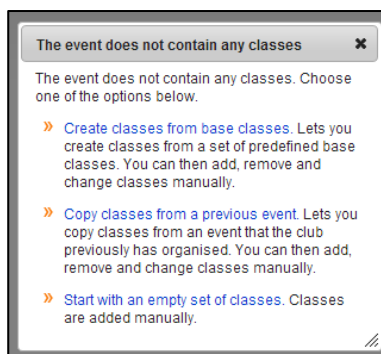 The event does not contain any classes
The event does not contain any classes. Choose
one of the options below.
» Create classes from base classes. Lets you
create classes from a set of predefined base
classes. You can then add, remove and
change classes manually.
» Copy classes from a previous event. Lets you
copy classes from an event that the club
previously has organised. You can then add,
remove and change classes manually.
» Start with an empty set of classes. Classes
are added manually.